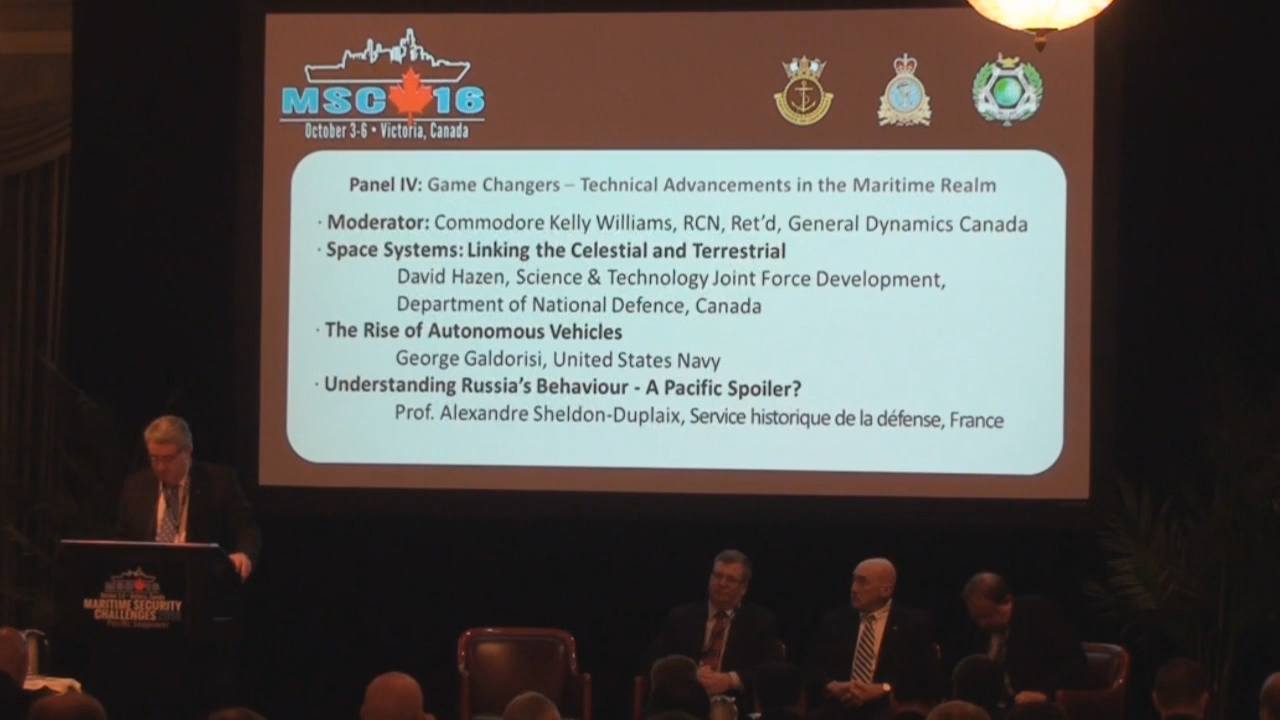 MSC 16
October 3-6 • Victoria, Canada
Panel IV: Game Changers – Technical Advancements in the Maritime Realm
· Moderator: Commodore Kelly Williams, RCN, Ret'd, General Dynamics Canada
· Space Systems: Linking the Celestial and Terrestrial
David Hazen, Science & Technology Joint Force Development,
Department of National Defence, Canada
· The Rise of Autonomous Vehicles
George Galdorisi, United States Navy
· Understanding Russia's Behaviour - A Pacific Spoiler?
Prof. Alexandre Sheldon-Duplaix, Service historique de la défense, France
MARITIME SECURITY
CHALLENGES